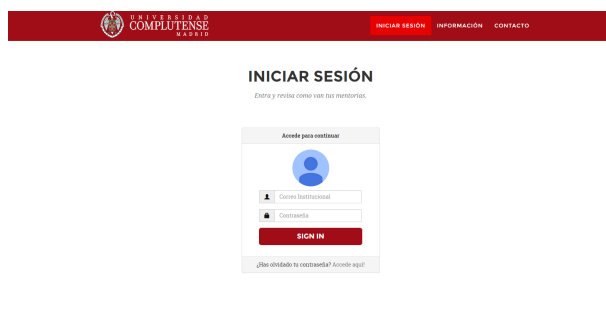 UNIVERSIDAD
COMPLUTENSE
MADRID
INICIAR SESIÓN INFORMACIÓN CONTACTO
INICIAR SESIÓN
Entra y revisa como van tus mentorías.
Accede para continuar
Correo Institucional
Contraseña
SIGN IN
¿Has olvidado tu contraseña? Accede aquí!